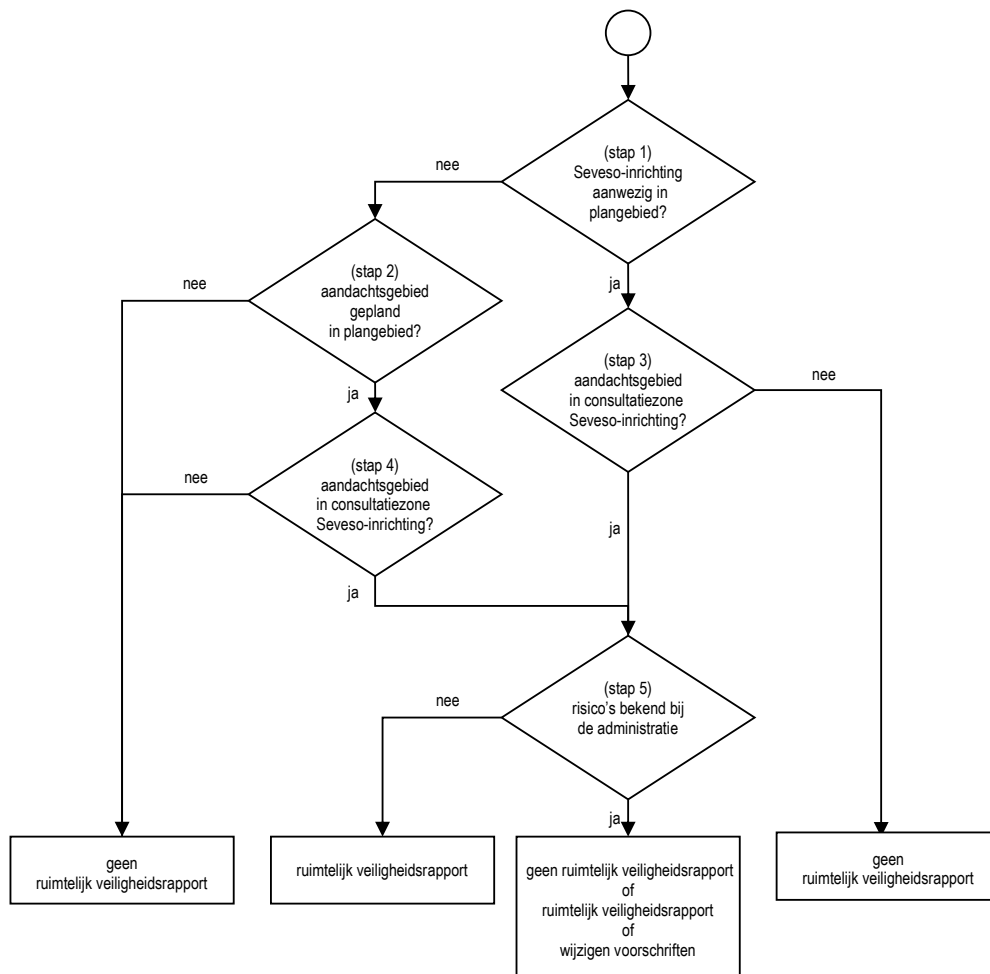 (stap 1)
Seveso-inrichting
aanwezig in
plangebied?
nee
ja
(stap 2)
aandachtsgebied
gepland
in plangebied?
nee
ja
(stap 3)
aandachtsgebied
in consultatiezone
Seveso-inrichting?
nee
ja
(stap 4)
aandachtsgebied
in consultatiezone
Seveso-inrichting?
nee
ja
(stap 5)
risico's bekend bij
de administratie
nee
ja
geen
ruimtelijk veiligheidsrapport
ruimtelijk veiligheidsrapport
geen ruimtelijk veiligheidsrapport
of
ruimtelijk veiligheidsrapport
of
wijzigen voorschriften
geen
ruimtelijk veiligheidsrapport